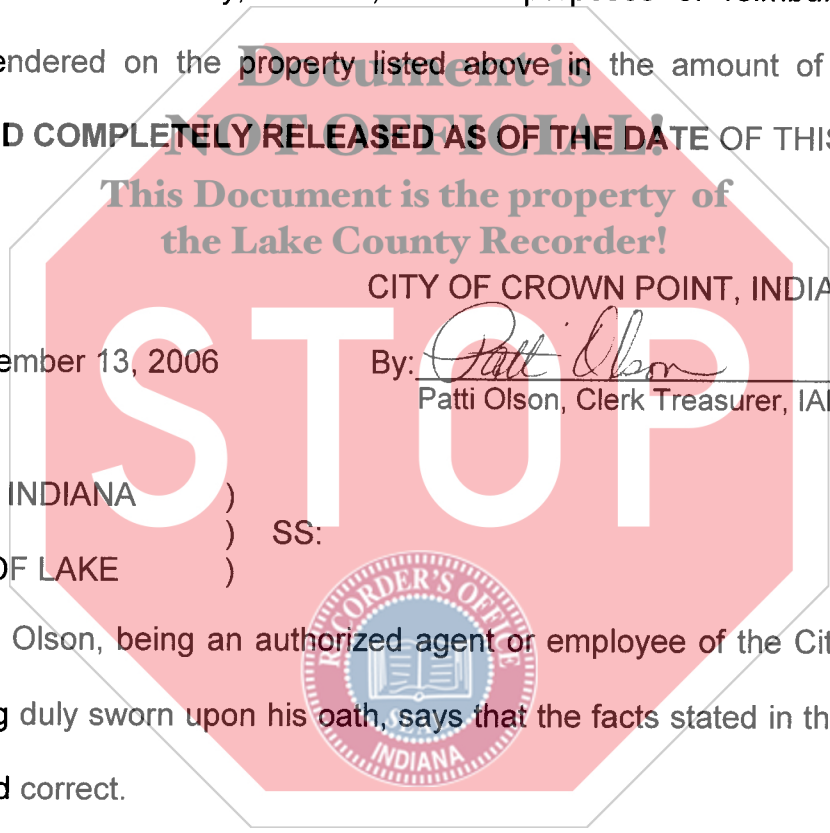 endered on the property listed above in the amount of
Document is
D COMPLETELY RELEASED AS OF THE DATE OF THIS
NOT OFFICIAL!
This Document is the property of
the Lake County Recorder!
CITY OF CROWN POINT, INDIA
STOP
ember 13, 2006
By: Patti Olson
Patti Olson, Clerk Treasurer, IA
INDIANA )
) SS:
OF LAKE )
RECORDER'S OFFICE
Olson, being an authorized agent or employee of the Cit
g duly sworn upon his oath, says that the facts stated in th
INDIANA
d correct.